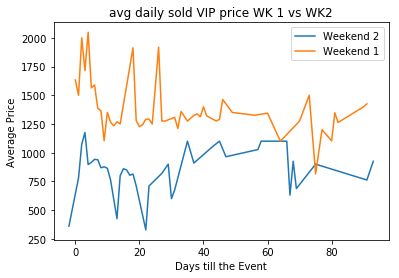 avg daily sold VIP price WK 1 vs WK2
Weekend 2
Weekend 1
Average Price
2000
1750
1500
1250
1000
750
500
250
0
20
40
60
80
Days till the Event